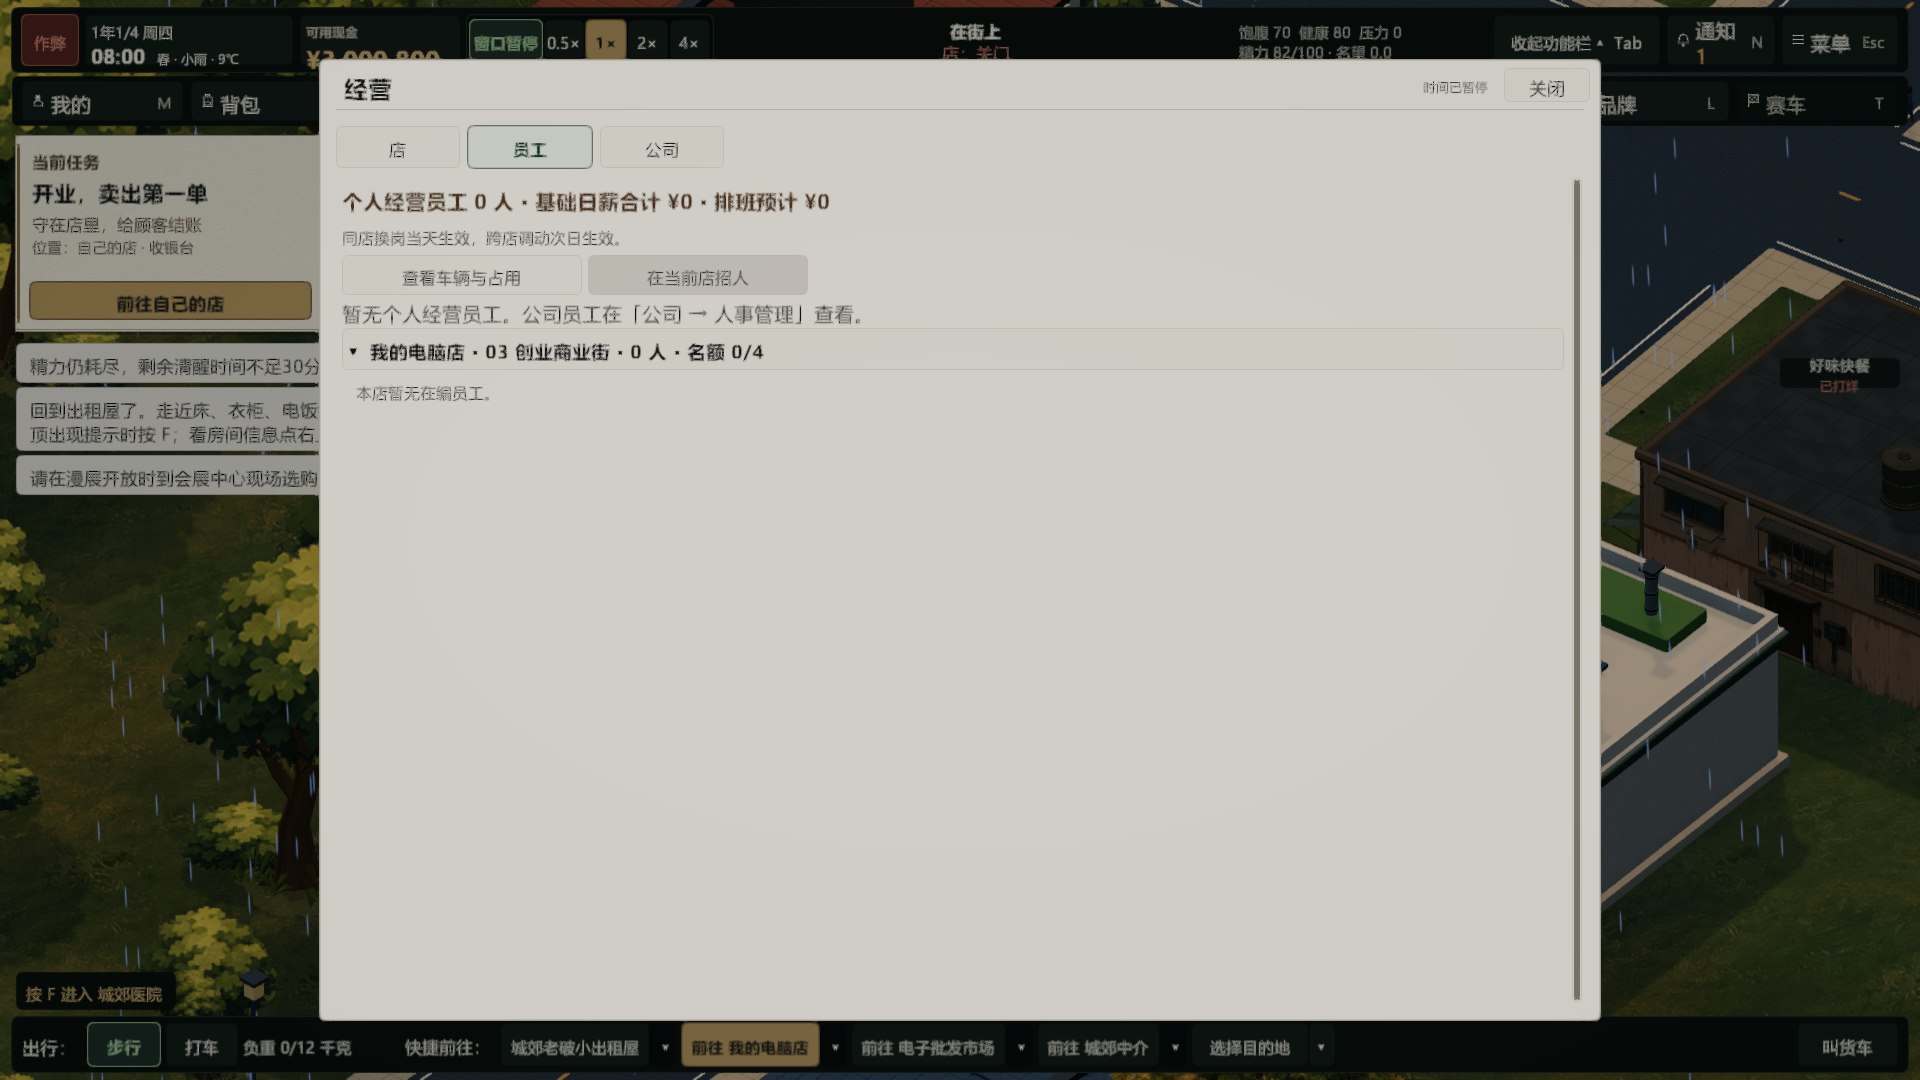 作弊
1年1/4 周四
08:00 春·小雨·9℃
可用现金
窗口暂停 0.5× 1× 2× 4×
在街上
店：关门
饱腹 70 健康 80 压力 0
精力 82/100·名望 0.0
收起功能栏 Tab
通知 1 N
菜单 Esc
我的 M
背包
品牌 L
赛车 T
当前任务
开业，卖出第一单
守在店里，给顾客结账
位置：自己的店·收银台
前往自己的店
精力仍耗尽，剩余清醒时间不足30分
回到出租屋了。走近床、衣柜、电饭
顶出现提示时按 F；看房间信息点右
请在漫展开放时到会展中心现场选购
经营
时间已暂停
关闭
店
员工
公司
个人经营员工 0 人·基础日薪合计 ¥0·排班预计 ¥0
同店换岗当天生效，跨店调动次日生效。
查看车辆与占用
在当前店招人
暂无个人经营员工。公司员工在「公司 → 人事管理」查看。
▼ 我的电脑店·03 创业商业街·0 人·名额 0/4
本店暂无在编员工。
好味快餐
已打烊
按 F 进入 城郊医院
出行： 步行 打车 负重 0/12 千克 快捷前往： 城郊老破小出租屋 ▼ 前往 我的电脑店 ▼ 前往 电子批发市场 ▼ 前往 城郊中介 ▼ 选择目的地 ▼ 叫货车